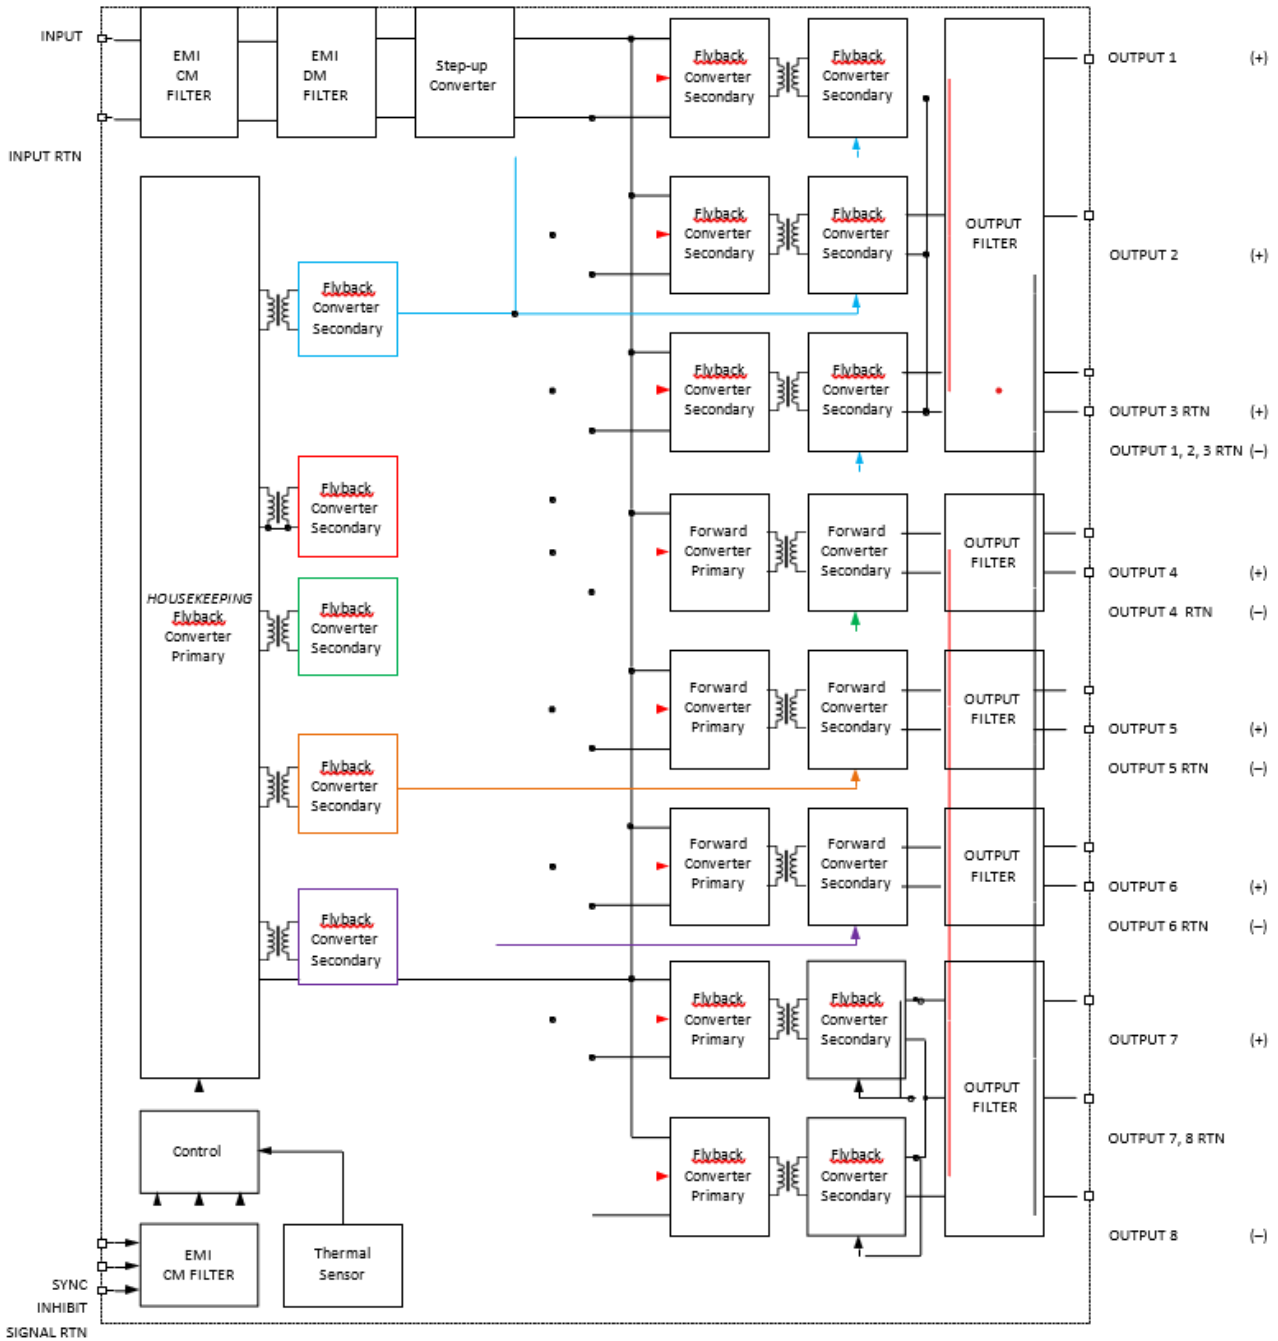 INPUT
INPUT RTN
EMI
CM
FILTER
EMI
DM
FILTER
Step-up
Converter
Flyback
Converter
Secondary
Flyback
Converter
Secondary
OUTPUT 1 (+)
Flyback
Converter
Secondary
Flyback
Converter
Secondary
OUTPUT
FILTER
OUTPUT 2 (+)
Flyback
Converter
Secondary
Flyback
Converter
Secondary
Flyback
Converter
Secondary
OUTPUT 3 RTN (+)
OUTPUT 1, 2, 3 RTN (–)
Flyback
Converter
Secondary
Forward
Converter
Primary
Forward
Converter
Secondary
OUTPUT
FILTER
OUTPUT 4 (+)
OUTPUT 4 RTN (–)
HOUSEKEEPING
Flyback
Converter
Primary
Flyback
Converter
Secondary
Forward
Converter
Primary
Forward
Converter
Secondary
OUTPUT
FILTER
OUTPUT 5 (+)
OUTPUT 5 RTN (–)
Flyback
Converter
Secondary
Forward
Converter
Primary
Forward
Converter
Secondary
OUTPUT
FILTER
OUTPUT 6 (+)
OUTPUT 6 RTN (–)
Flyback
Converter
Secondary
Flyback
Converter
Primary
Flyback
Converter
Secondary
OUTPUT
FILTER
OUTPUT 7 (+)
OUTPUT 7, 8 RTN
Control
Flyback
Converter
Primary
Flyback
Converter
Secondary
OUTPUT 8 (–)
EMI
CM FILTER
Thermal
Sensor
SYNC
INHIBIT
SIGNAL RTN